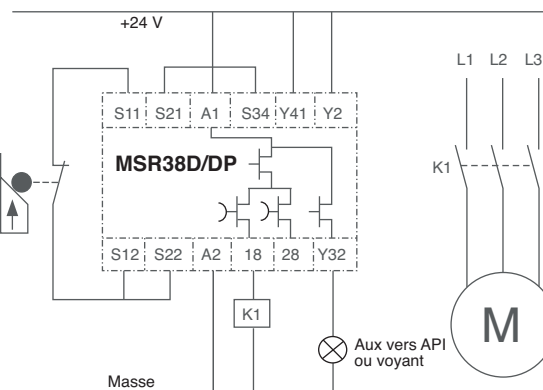 +24 V
L1 L2 L3
S11 S21 A1 S34 Y41 Y2
MSR38D/DP
K1
S12 S22 A2 18 28 Y32
K1
M
Aux vers API
ou voyant
Masse